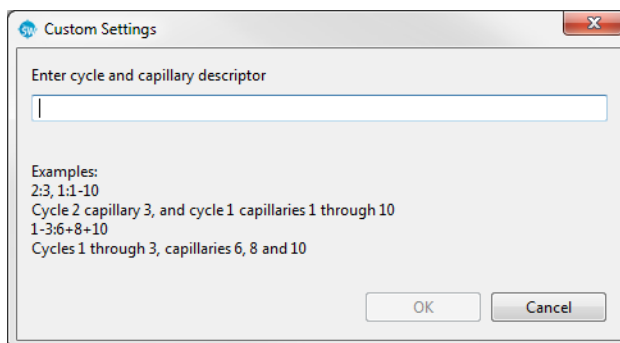 SW Custom Settings
Enter cycle and capillary descriptor
Examples:
2:3, 1:1-10
Cycle 2 capillary 3, and cycle 1 capillaries 1 through 10
1-3:6+8+10
Cycles 1 through 3, capillaries 6, 8 and 10
OK Cancel